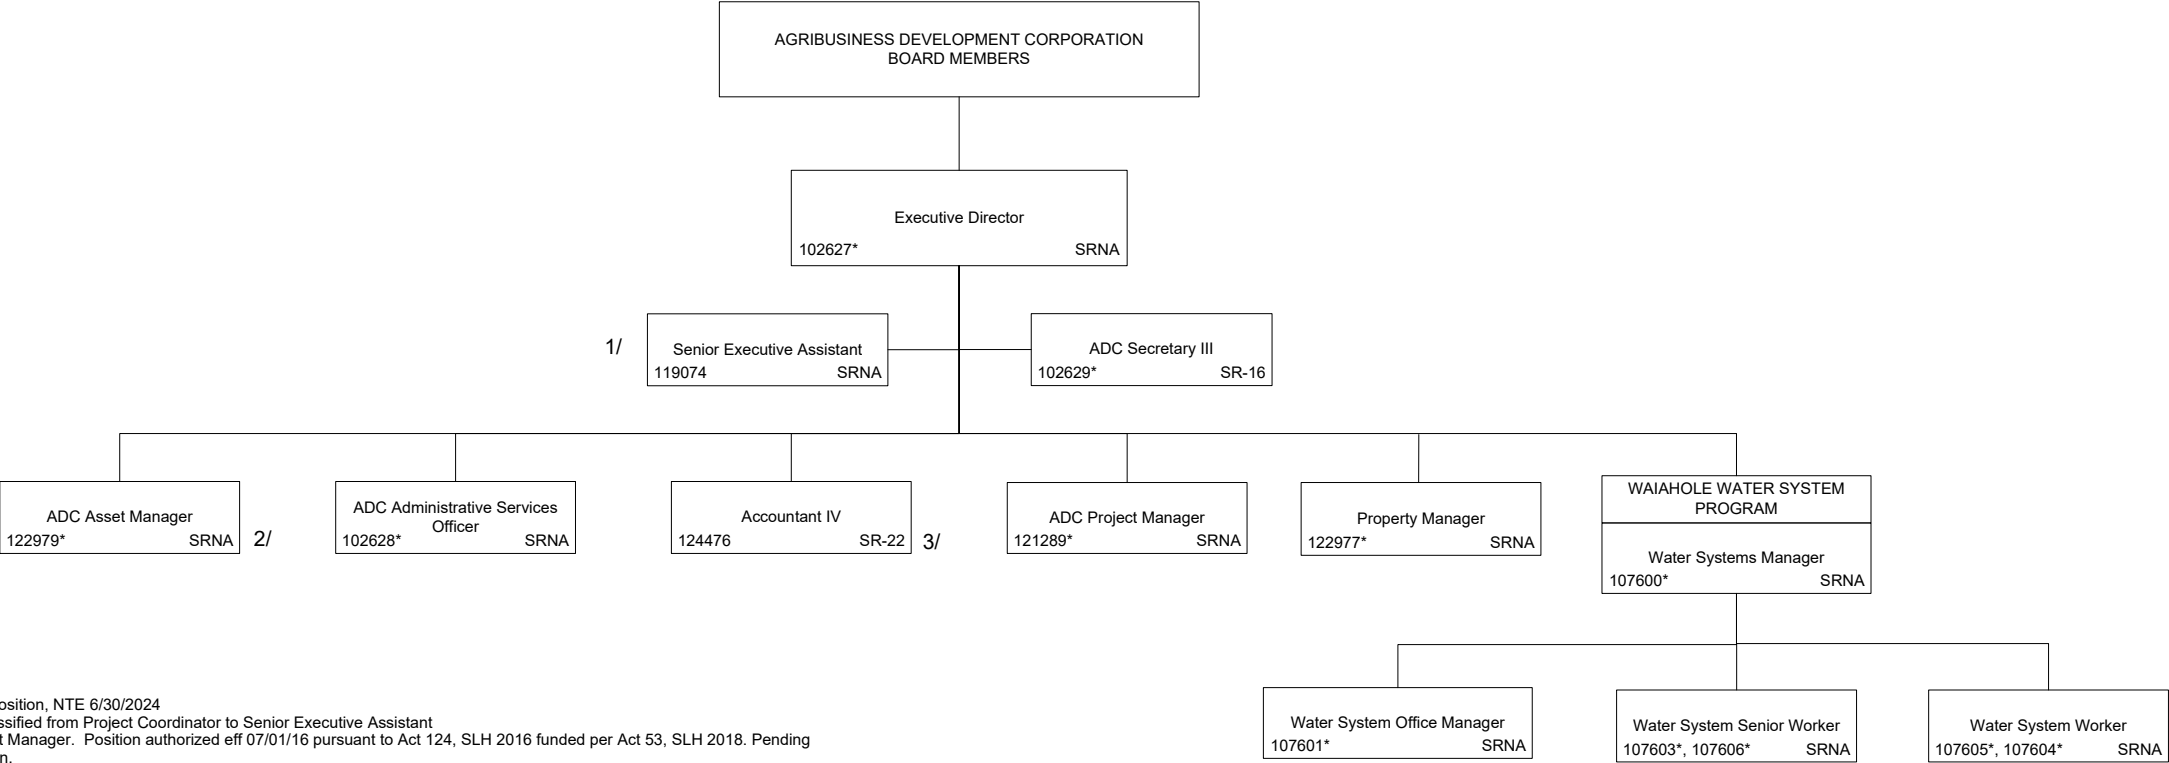 AGRIBUSINESS DEVELOPMENT CORPORATION
BOARD MEMBERS
Executive Director
102627* SRNA
1/
Senior Executive Assistant
119074 SRNA
ADC Secretary III
102629* SR-16
ADC Asset Manager
122979* SRNA
2/
ADC Administrative Services
Officer
102628* SRNA
Accountant IV
124476 SR-22
3/
ADC Project Manager
121289* SRNA
Property Manager
122977* SRNA
WAIAHOLE WATER SYSTEM
PROGRAM
Water Systems Manager
107600* SRNA
Water System Office Manager
107601* SRNA
Water System Senior Worker
107603*, 107606* SRNA
Water System Worker
107605*, 107604* SRNA
osition, NTE 6/30/2024
ssified from Project Coordinator to Senior Executive Assistant
t Manager. Position authorized eff 07/01/16 pursuant to Act 124, SLH 2016 funded per Act 53, SLH 2018. Pending
n.